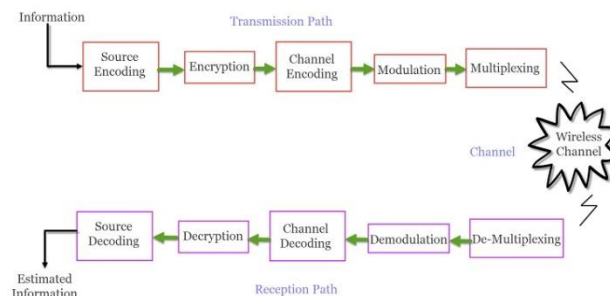 Information
Transmission Path
Source
Encoding
Encryption
Channel
Encoding
Modulation
Multiplexing
Channel
Wireless
Channel
Source
Decoding
Decryption
Channel
Decoding
Demodulation
De-Multiplexing
Estimated
Information
Reception Path